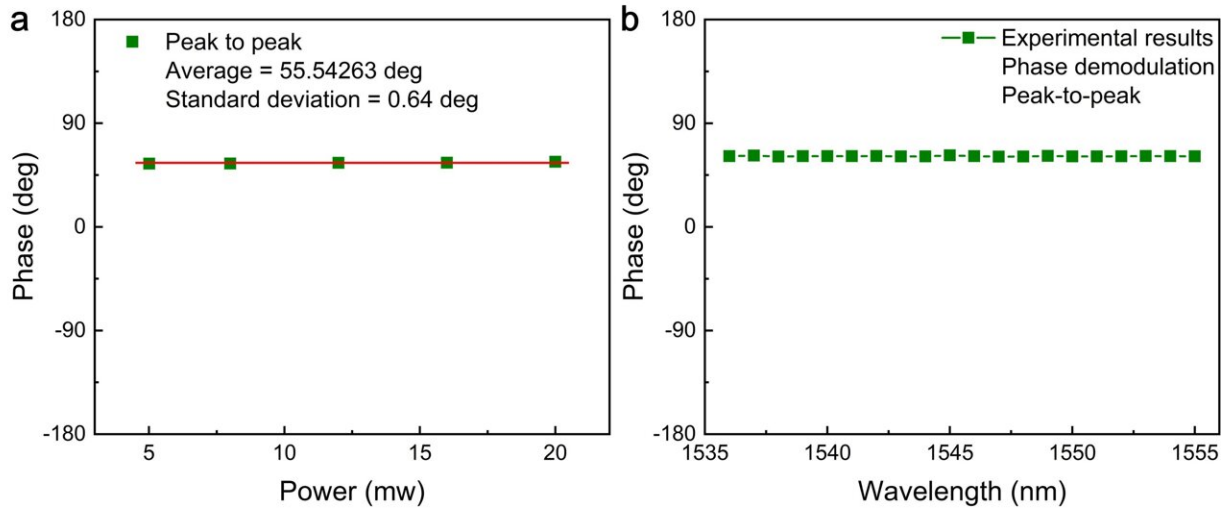 a
Peak to peak
Average = 55.54263 deg
Standard deviation = 0.64 deg
180
90
0
-90
-180
Phase (deg)
5
10
15
20
Power (mw)
b
Experimental results
Phase demodulation
Peak-to-peak
180
90
0
-90
-180
Phase (deg)
1535
1540
1545
1550
1555
Wavelength (nm)